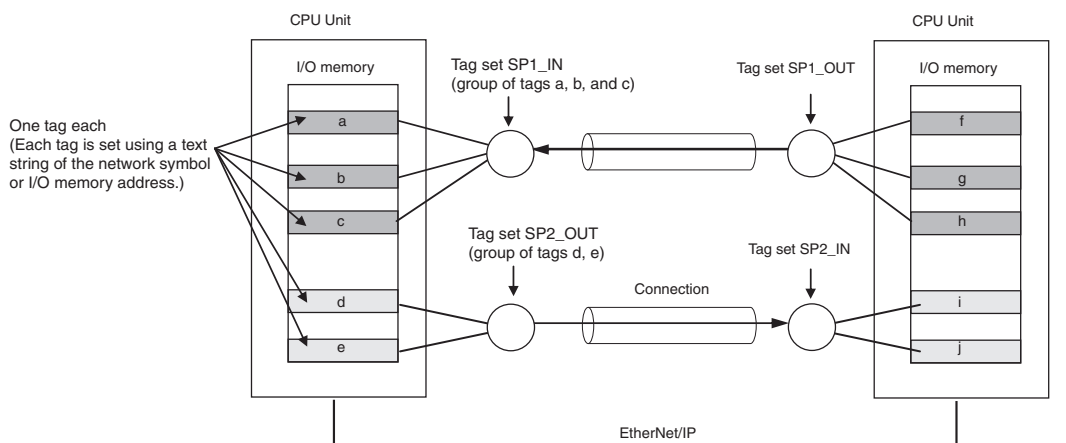 CPU Unit
CPU Unit
I/O memory
Tag set SP1_IN
(group of tags a, b, and c)
Tag set SP1_OUT
I/O memory
One tag each
(Each tag is set using a text
string of the network symbol
or I/O memory address.)
a
b
c
f
g
h
Tag set SP2_OUT
(group of tags d, e)
Tag set SP2_IN
Connection
d
e
i
j
EtherNet/IP